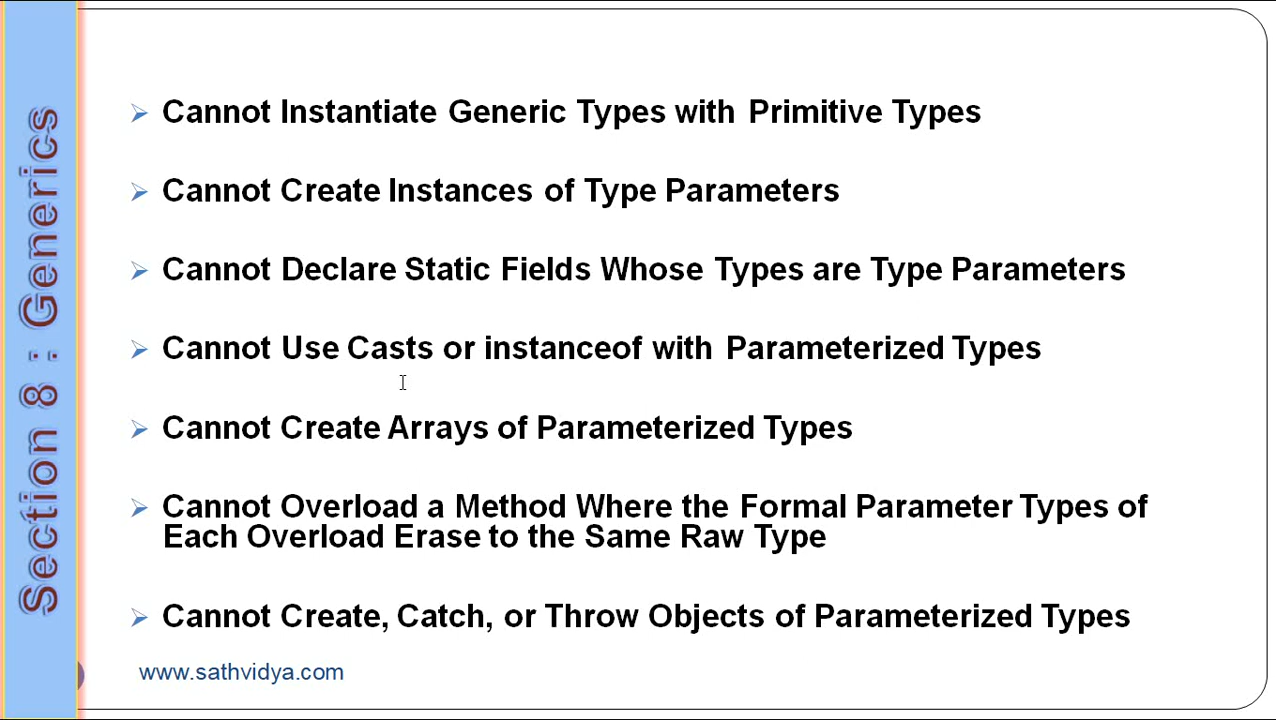 Section 8 : Generics
Cannot Instantiate Generic Types with Primitive Types
Cannot Create Instances of Type Parameters
Cannot Declare Static Fields Whose Types are Type Parameters
Cannot Use Casts or instanceof with Parameterized Types
Cannot Create Arrays of Parameterized Types
Cannot Overload a Method Where the Formal Parameter Types of
Each Overload Erase to the Same Raw Type
Cannot Create, Catch, or Throw Objects of Parameterized Types
www.sathvidya.com